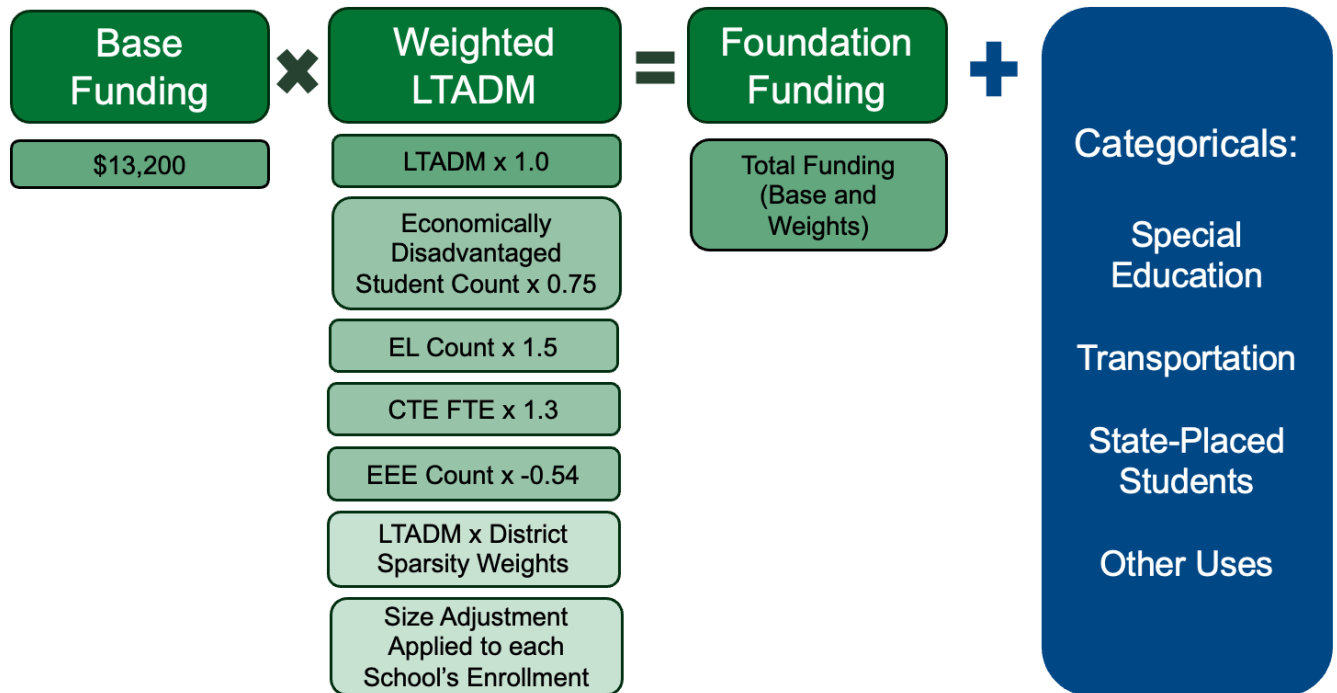 Base
Funding
$13,200
Weighted
LTADM
LTADM x 1.0
Economically
Disadvantaged
Student Count x 0.75
EL Count x 1.5
CTE FTE x 1.3
EEE Count x -0.54
LTADM x District
Sparsity Weights
Size Adjustment
Applied to each
School’s Enrollment
=
Foundation
Funding
Total Funding
(Base and
Weights)
+
Categoricals:
Special
Education
Transportation
State-Placed
Students
Other Uses